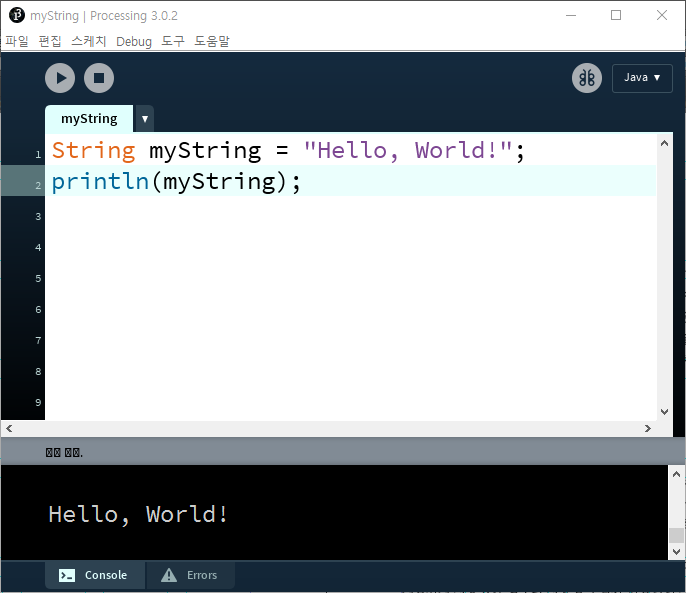 myString | Processing 3.0.2
파일 편집 스케치 Debug 도구 도움말
Java ▼
myString ▼
1 String myString = "Hello, World!";
2 println(myString);
3
4
5
6
7
8
9
Hello, World!
Console Errors